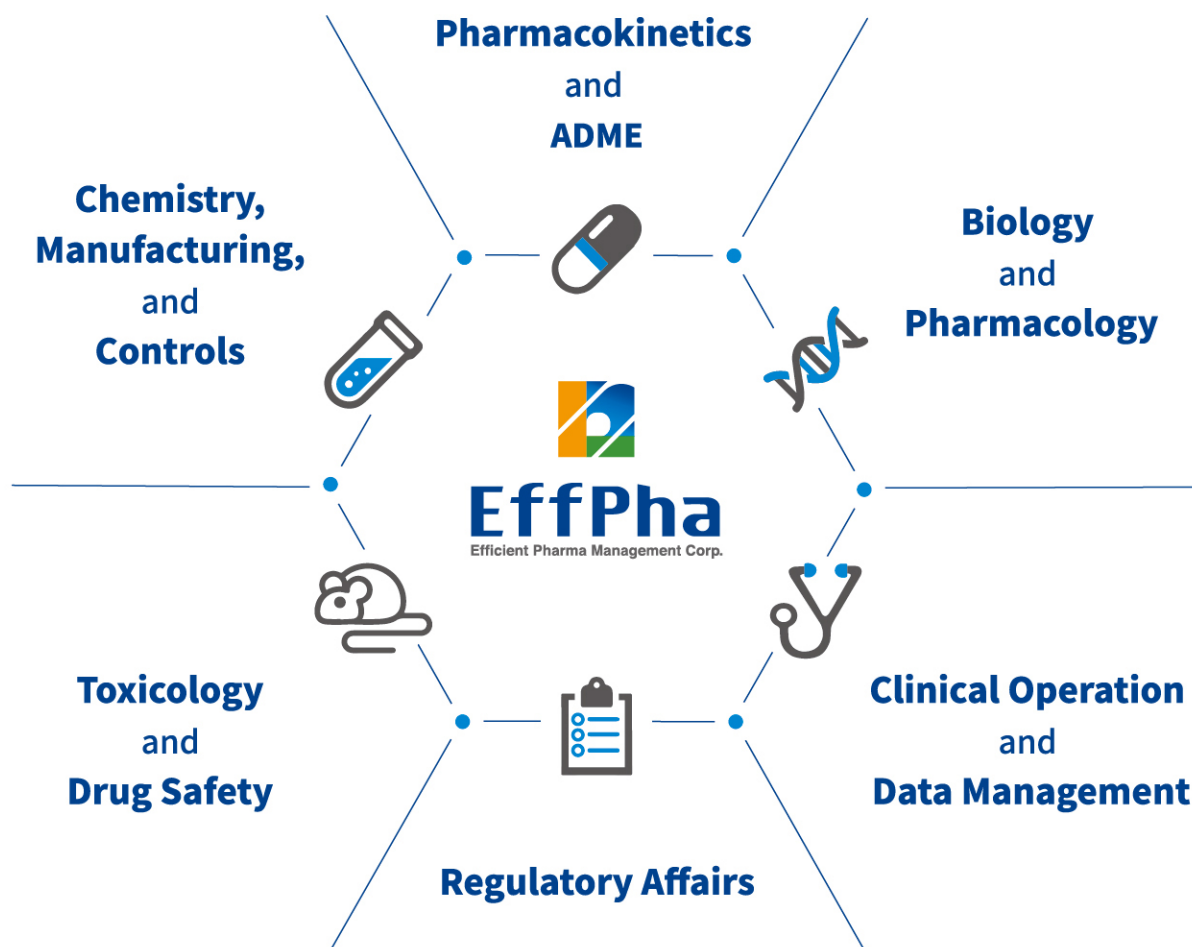 Pharmacokinetics
and
ADME
Chemistry,
Manufacturing,
and
Controls
Biology
and
Pharmacology
EffPha
Efficient Pharma Management Corp.
Toxicology
and
Drug Safety
Clinical Operation
and
Data Management
Regulatory Affairs